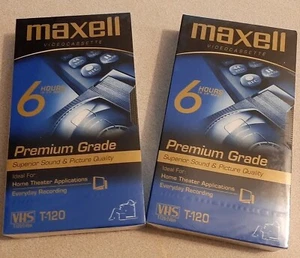 maxell
VIDEOCASSETTE
6 HOURS
Premium Grade
Superior Sound & Picture Quality
Ideal For:
Home Theater Applications
Everyday Recording
VHS T-120
maxell
VIDEOCASSETTE
6 HOURS
Premium Grade
Superior Sound & Picture Quality
Ideal For:
Home Theater Applications
Everyday Recording
VHS T-120